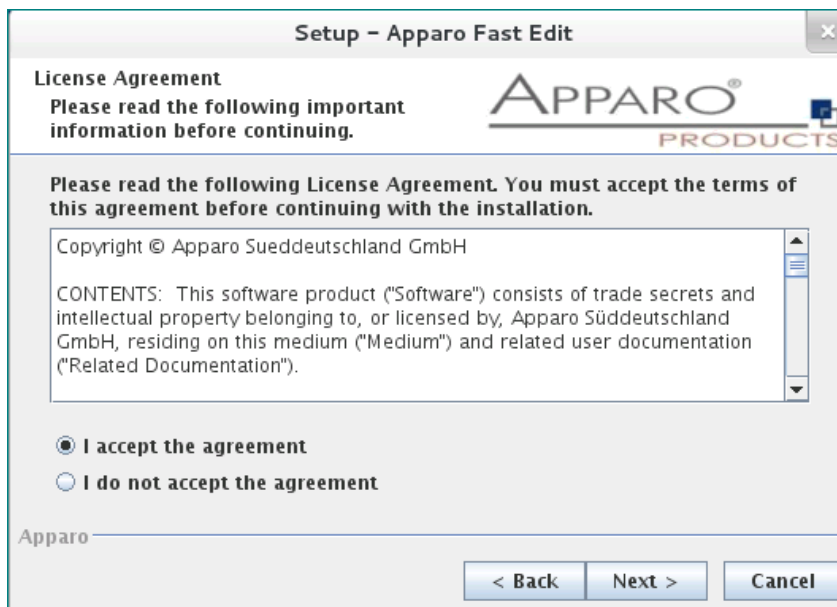 Setup – Apparo Fast Edit
License Agreement
Please read the following important
information before continuing.
APPARO®
PRODUCTS
Please read the following License Agreement. You must accept the terms of
this agreement before continuing with the installation.
Copyright © Apparo Sueddeutschland GmbH
CONTENTS:  This software product ("Software") consists of trade secrets and
intellectual property belonging to, or licensed by, Apparo Süddeutschland
GmbH, residing on this medium ("Medium") and related user documentation
("Related Documentation").
I accept the agreement
I do not accept the agreement
Apparo
< Back
Next >
Cancel